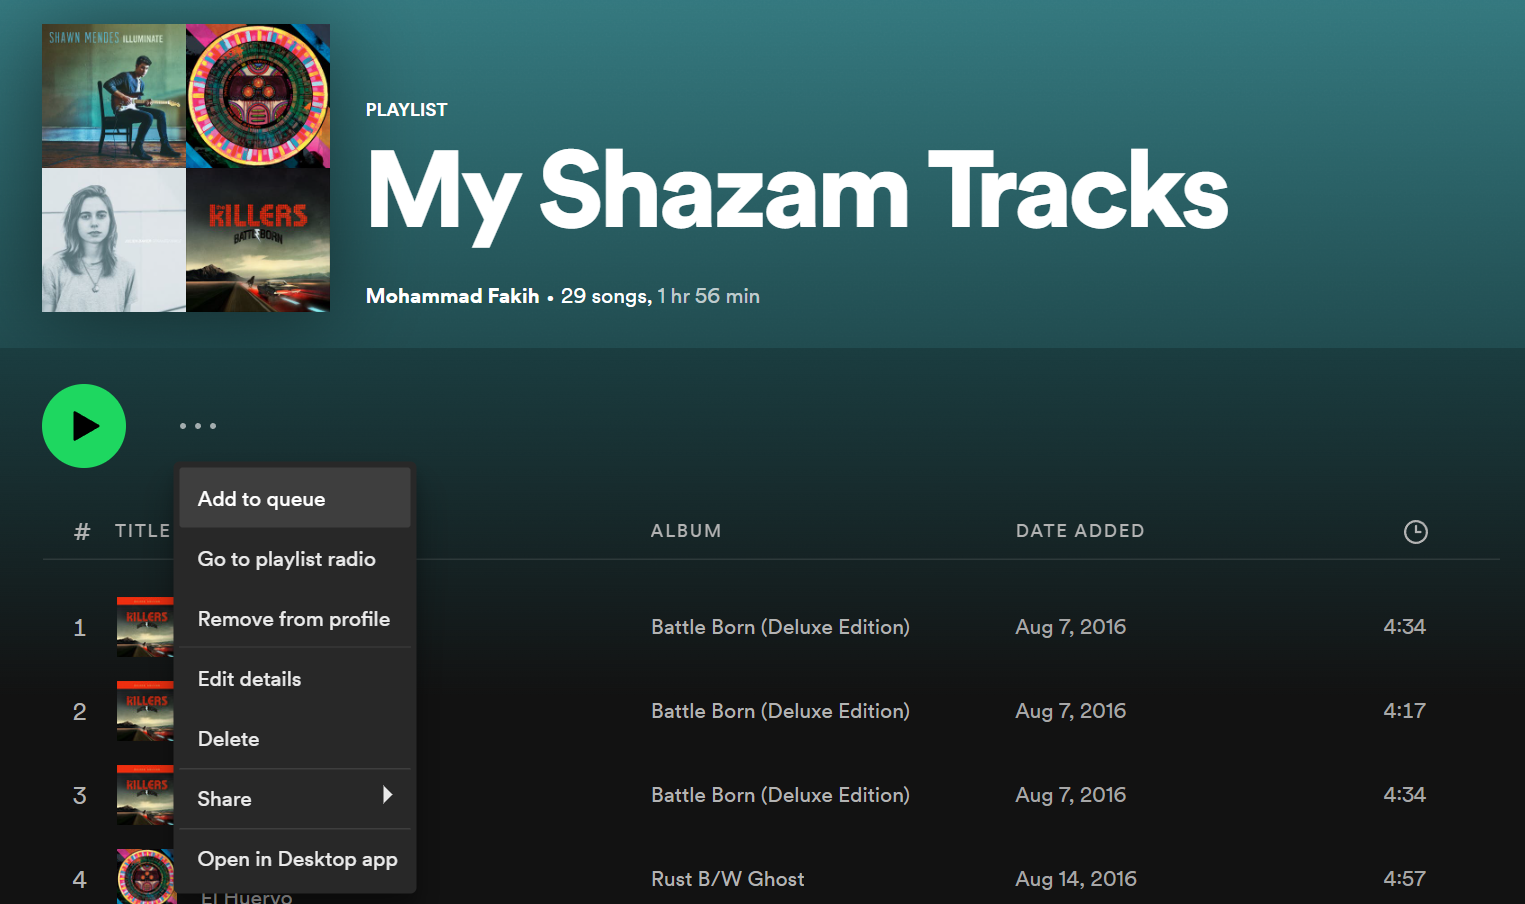 SHAWN MENDES ILLUMINATE
THE KILLERS
BATTLE BORN
PLAYLIST
My Shazam Tracks
Mohammad Fakih • 29 songs, 1 hr 56 min
Add to queue
Go to playlist radio
Remove from profile
Edit details
Delete
Share
Open in Desktop app
# TITLE ALBUM DATE ADDED
1 KILLERS Battle Born (Deluxe Edition) Aug 7, 2016 4:34
2 KILLERS Battle Born (Deluxe Edition) Aug 7, 2016 4:17
3 KILLERS Battle Born (Deluxe Edition) Aug 7, 2016 4:34
4 Rust B/W Ghost Aug 14, 2016 4:57
El Huervo